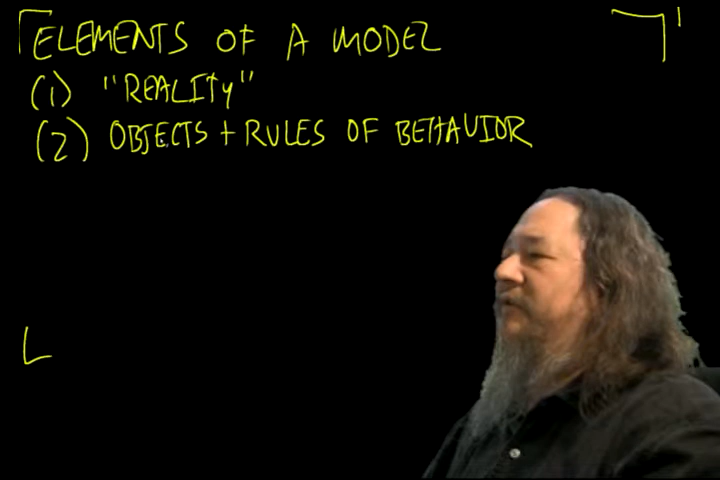 ELEMENTS OF A MODEL
(1) "REALITY"
(2) OBJECTS + RULES OF BEHAVIOR